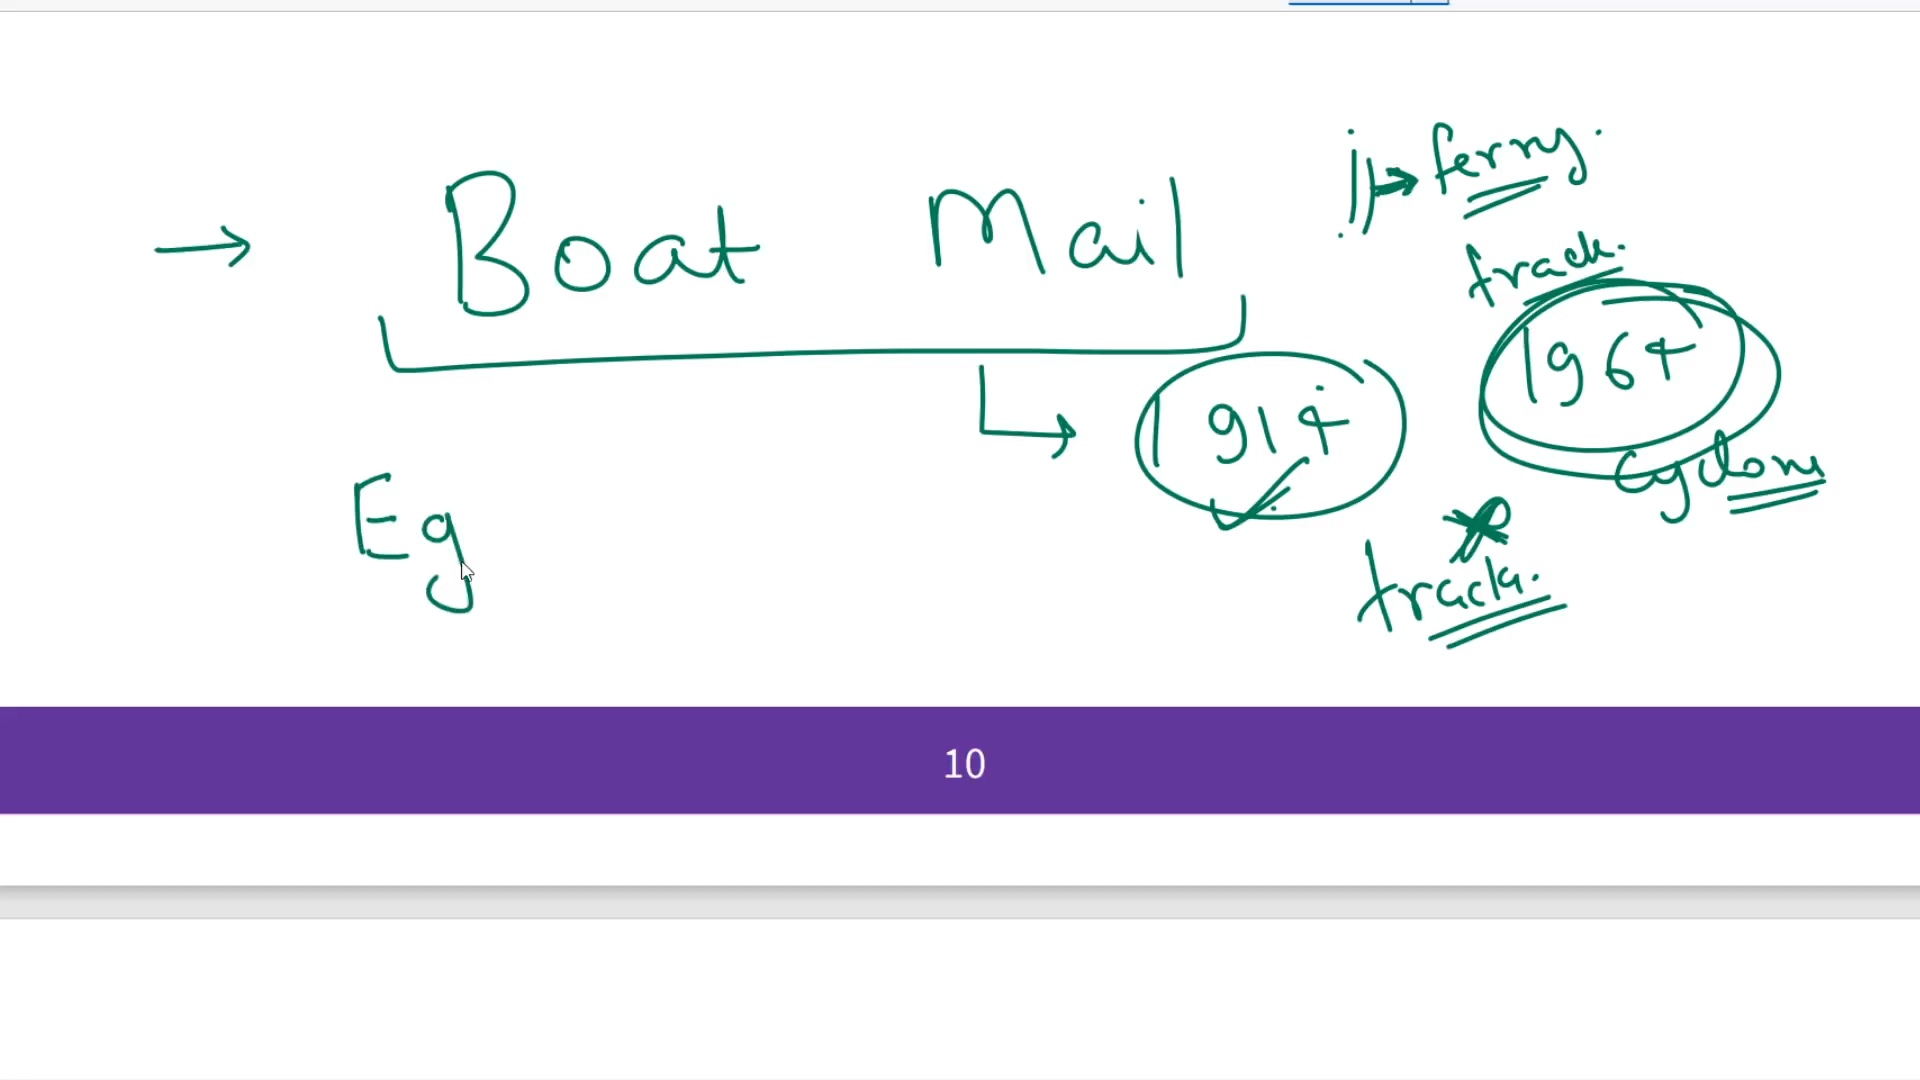 → Boat Mail
→ ferry.
track.
1964
Cyclone
→ 1914
track.
Eg
10